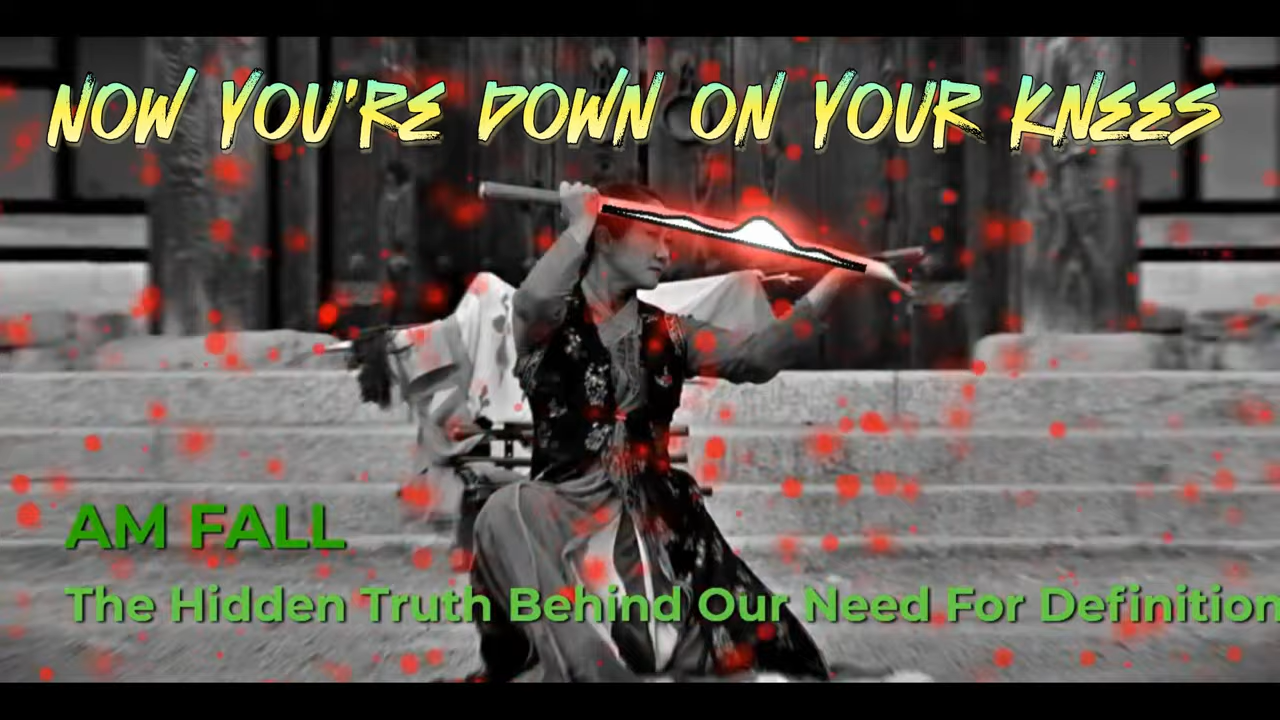 NOW YOU'RE DOWN ON YOUR KNEES
AM FALL
The Hidden Truth Behind Our Need For Definition